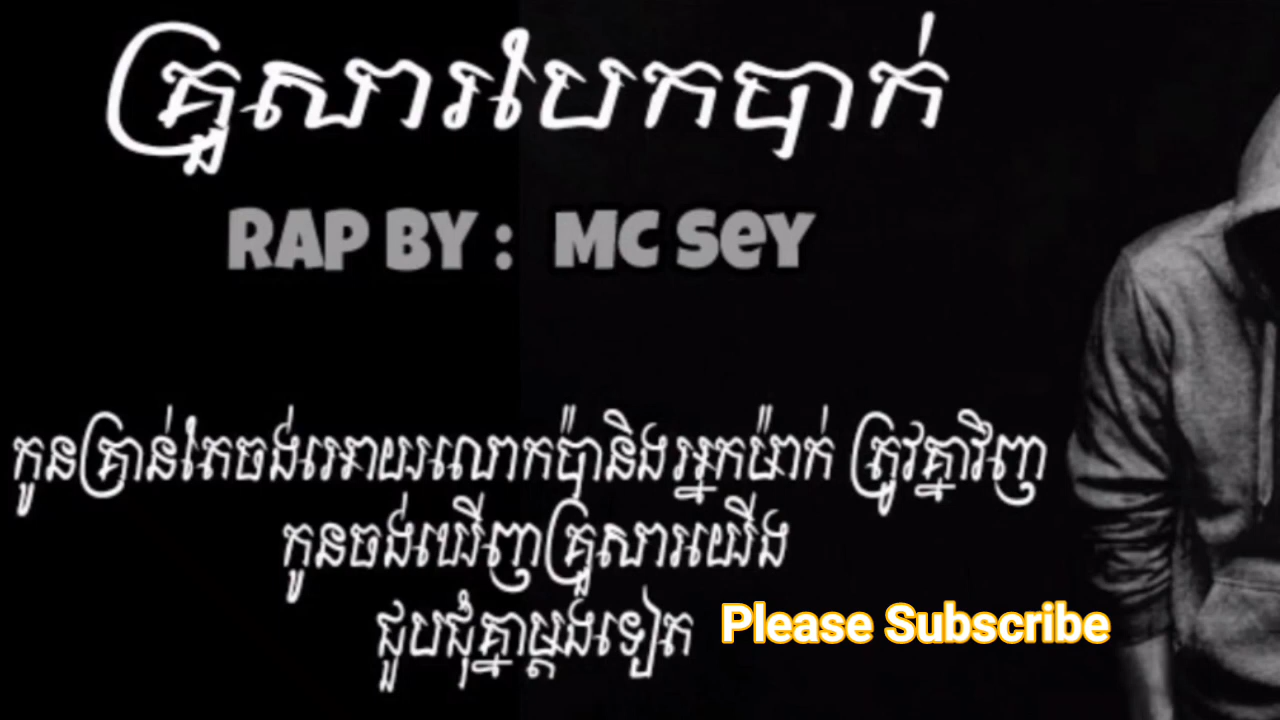 គ្រួសារបែកបាក់
RAP BY : MC SEY
កូនគ្រាន់តែចង់អោយលោកប៉ានិងអ្នកម៉ាក់ ត្រូវគ្នាវិញ
កូនចង់ឃើញគ្រួសារយើង
ជួបជុំគ្នាម្តងទៀត
Please Subscribe